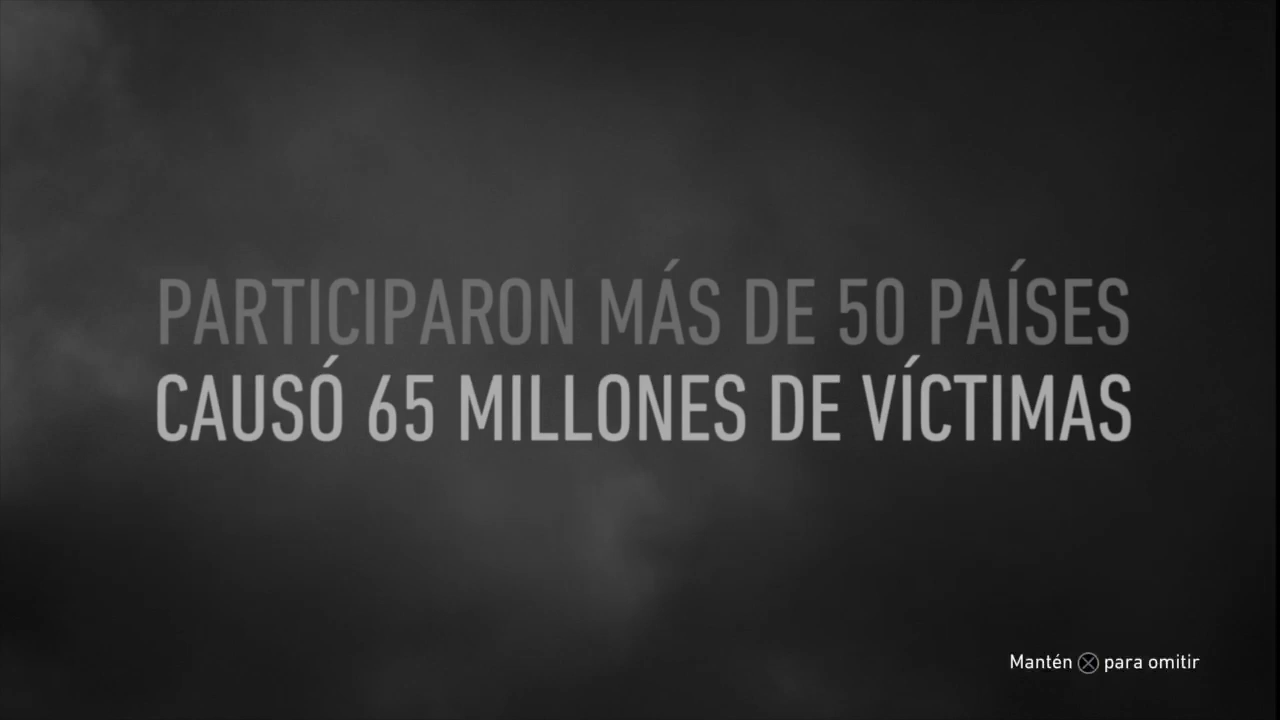 PARTICIPARON MÁS DE 50 PAÍSES
CAUSÓ 65 MILLONES DE VÍCTIMAS
Mantén ⊗ para omitir